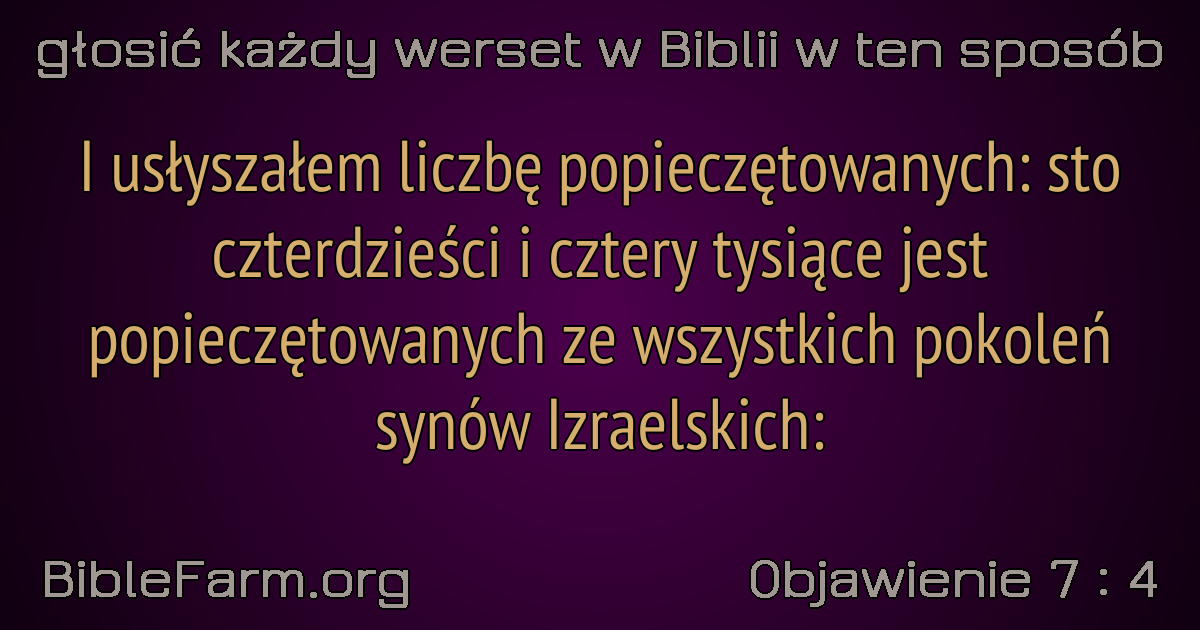 głosić każdy werset w Biblii w ten sposób
I usłyszałem liczbę popieczętowanych: sto
czterdzieści i cztery tysiące jest
popieczętowanych ze wszystkich pokoleń
synów Izraelskich:
BibleFarm.org
Objawienie 7 : 4